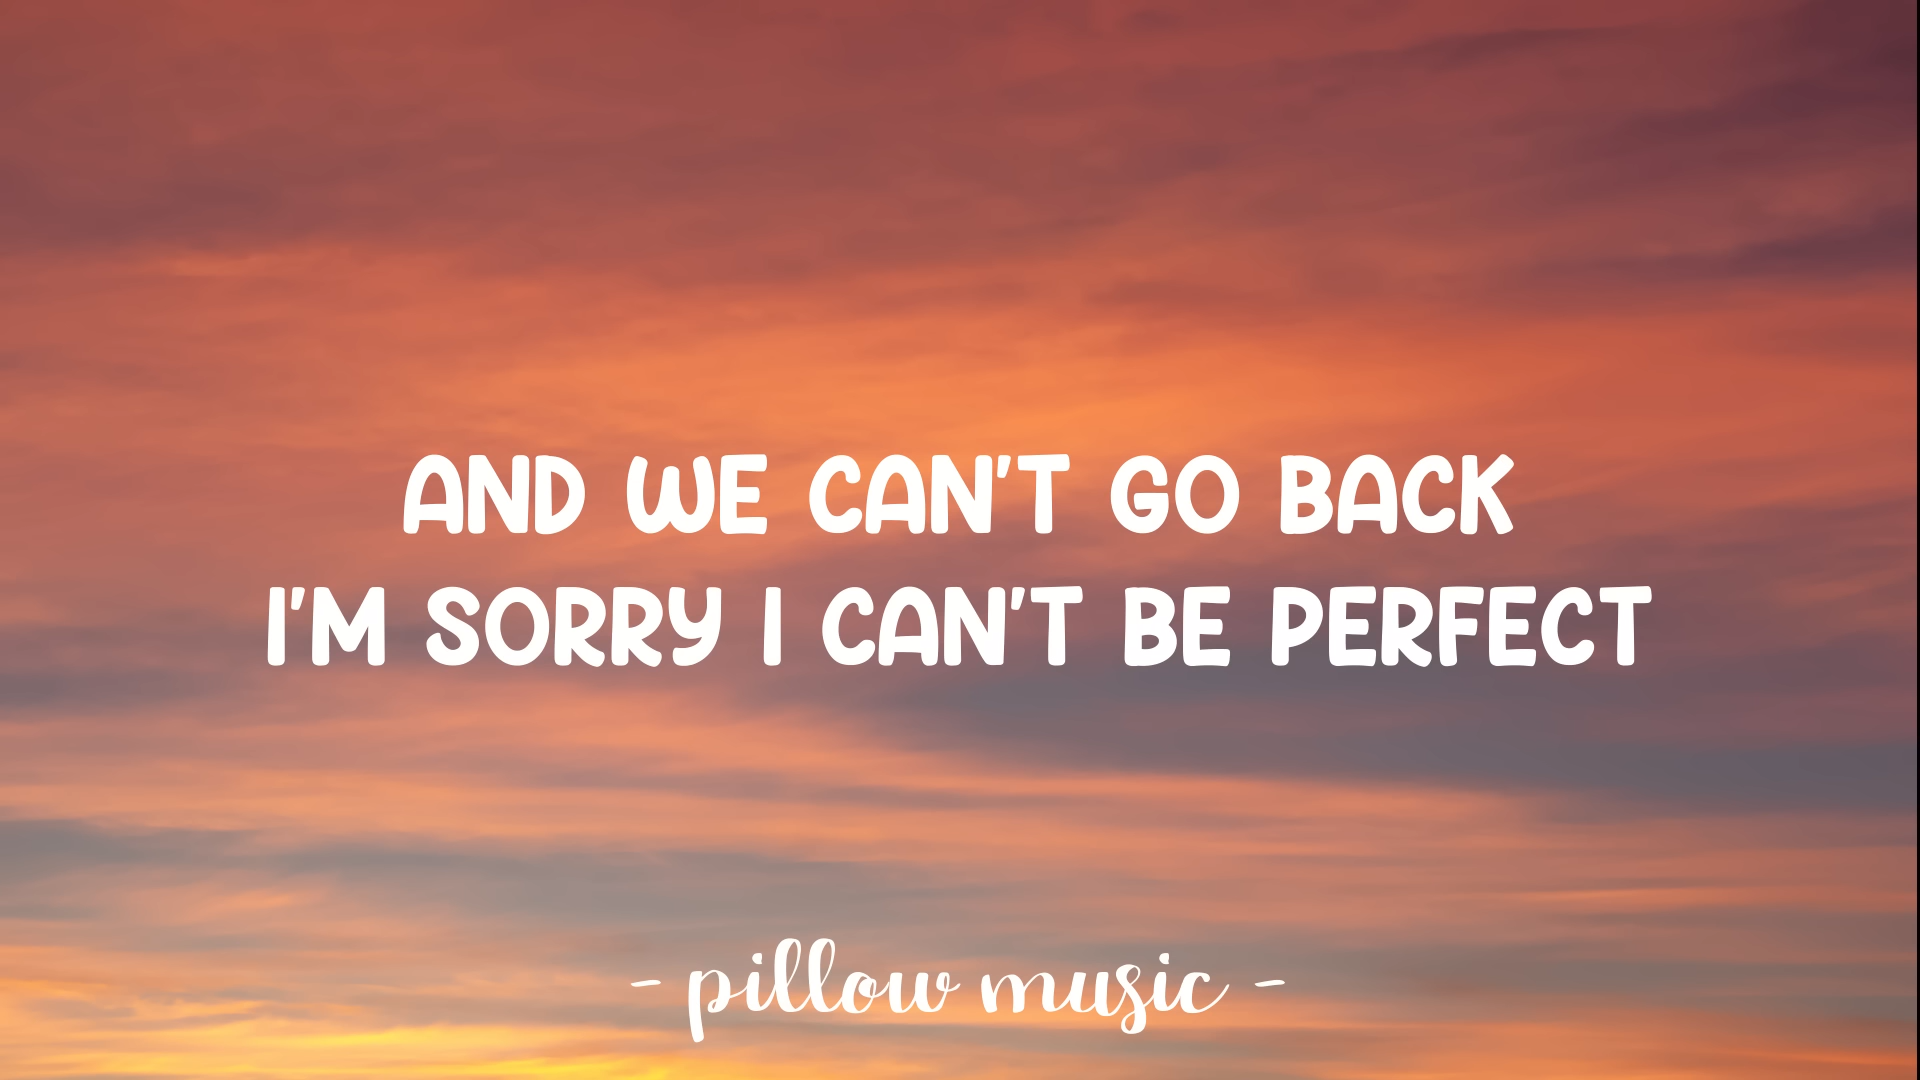 AND WE CAN'T GO BACK
I'M SORRY I CAN'T BE PERFECT
- pillow music -